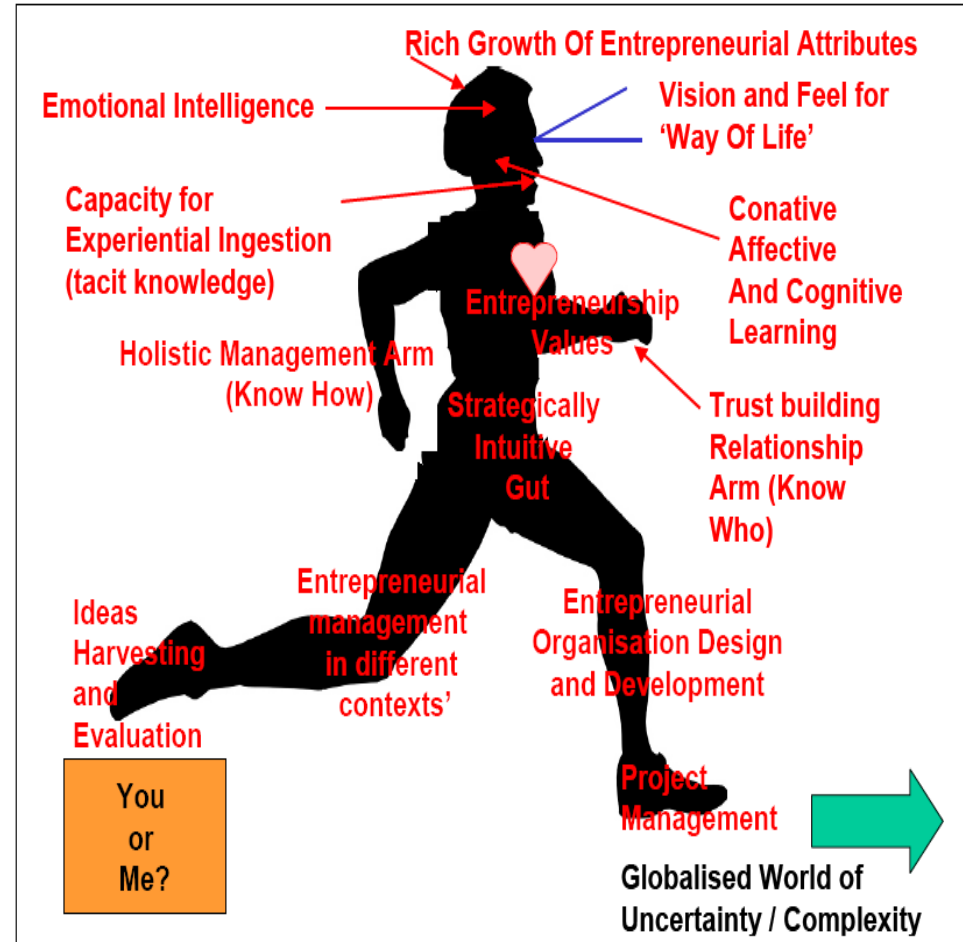 Rich Growth Of Entrepreneurial Attributes
Emotional Intelligence
Vision and Feel for
‘Way Of Life’
Capacity for
Experiential Ingestion
(tacit knowledge)
Conative
Affective
And Cognitive
Learning
Entrepreneurship
Values
Holistic Management Arm
(Know How)
Strategically
Intuitive
Gut
Trust building
Relationship
Arm (Know
Who)
Ideas
Harvesting
and
Evaluation
Entrepreneurial
management
in different
contexts’
Entrepreneurial
Organisation Design
and Development
You
or
Me?
Project
Management
Globalised World of
Uncertainty / Complexity